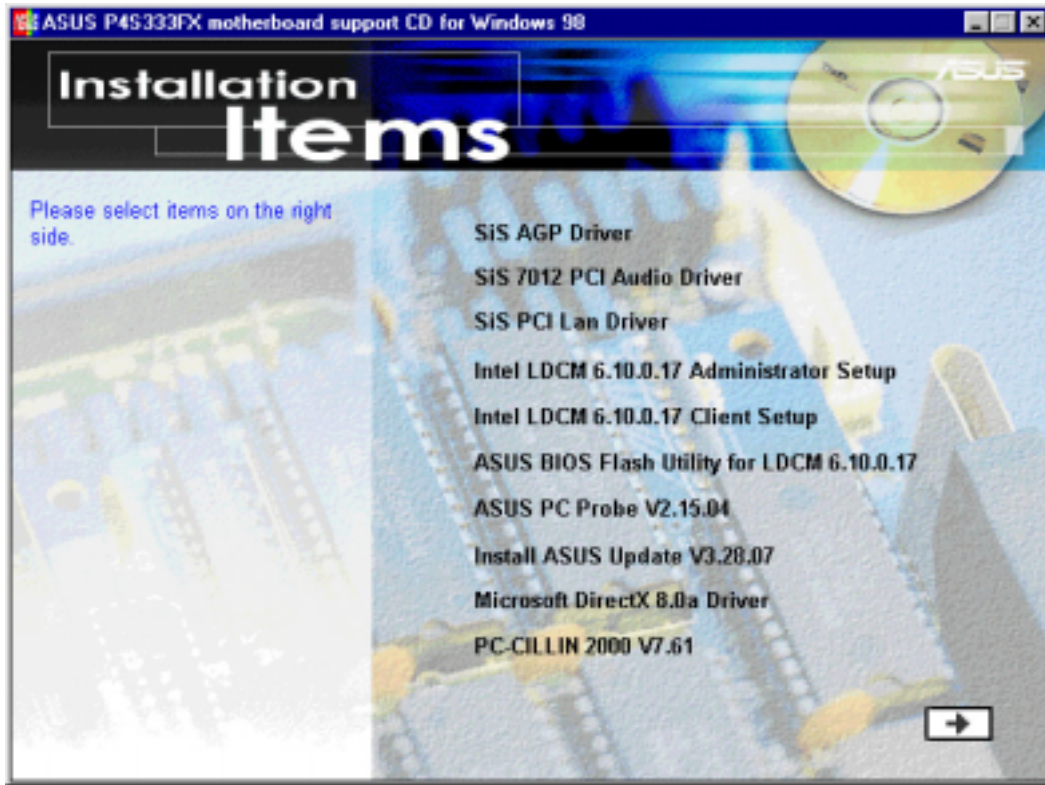 ASUS P4S333FX motherboard support CD for Windows 98
Installation
Items
ASUS
Please select items on the right
side.
SiS AGP Driver
SiS 7012 PCI Audio Driver
SiS PCI Lan Driver
Intel LDCM 6.10.0.17 Administrator Setup
Intel LDCM 6.10.0.17 Client Setup
ASUS BIOS Flash Utility for LDCM 6.10.0.17
ASUS PC Probe V2.15.04
Install ASUS Update V3.28.07
Microsoft DirectX 8.0a Driver
PC-CILLIN 2000 V7.61